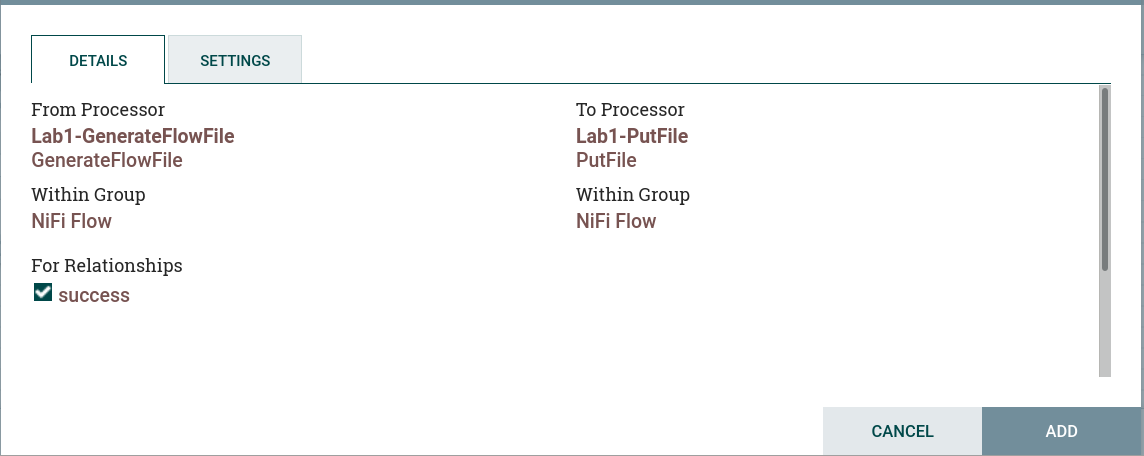 DETAILS
SETTINGS
From Processor
Lab1-GenerateFlowFile
GenerateFlowFile
Within Group
NiFi Flow
To Processor
Lab1-PutFile
PutFile
Within Group
NiFi Flow
For Relationships
success
CANCEL
ADD